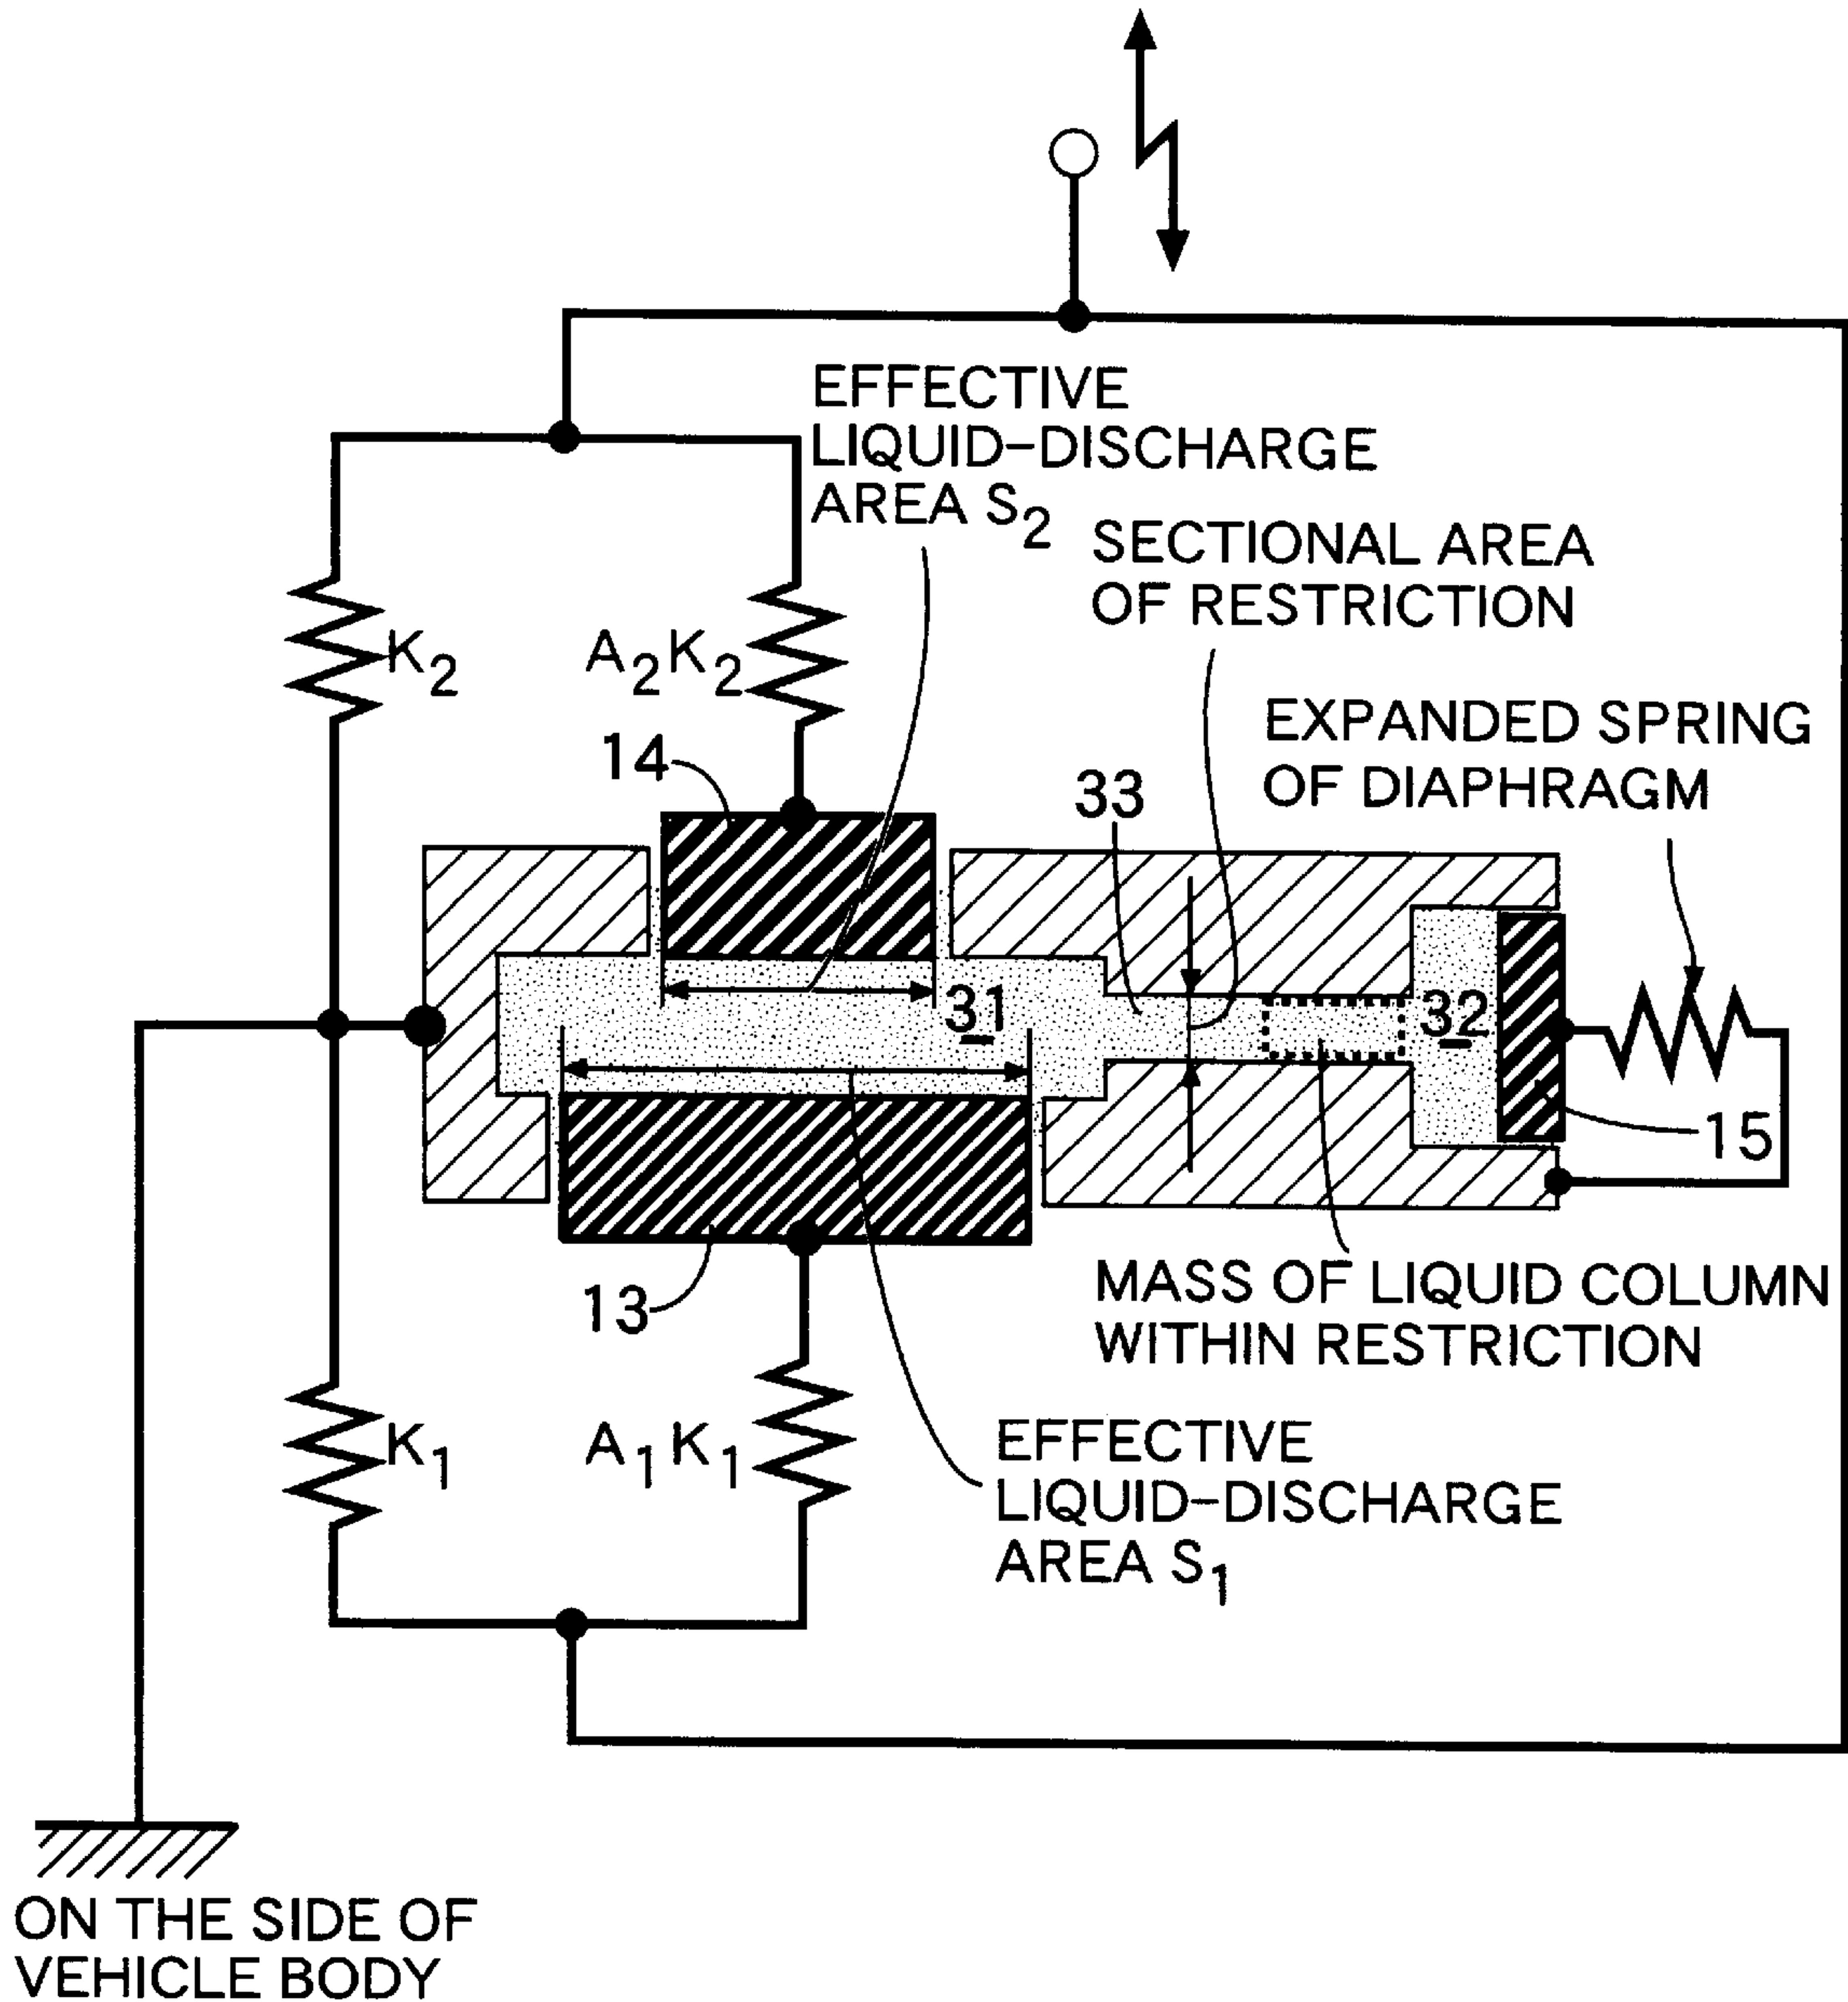 EFFECTIVE
LIQUID-DISCHARGE
AREA S2
SECTIONAL AREA
OF RESTRICTION
K2
A2K2
EXPANDED SPRING
OF DIAPHRAGM
14
33
31
32
15
13
MASS OF LIQUID COLUMN
WITHIN RESTRICTION
K1
A1K1
EFFECTIVE
LIQUID-DISCHARGE
AREA S1
ON THE SIDE OF
VEHICLE BODY